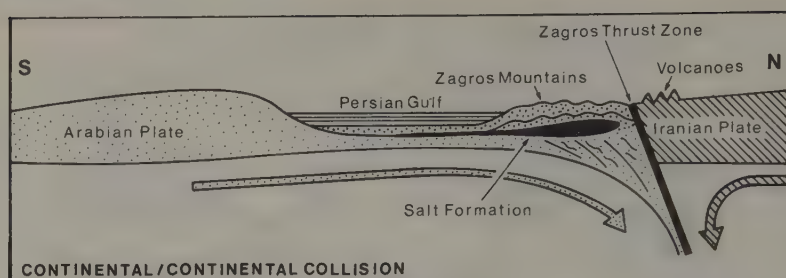 Zagros Thrust Zone
S
N
Zagros Mountains
Volcanoes
Persian Gulf
Arabian Plate
Iranian Plate
Salt Formation
CONTINENTAL/CONTINENTAL COLLISION